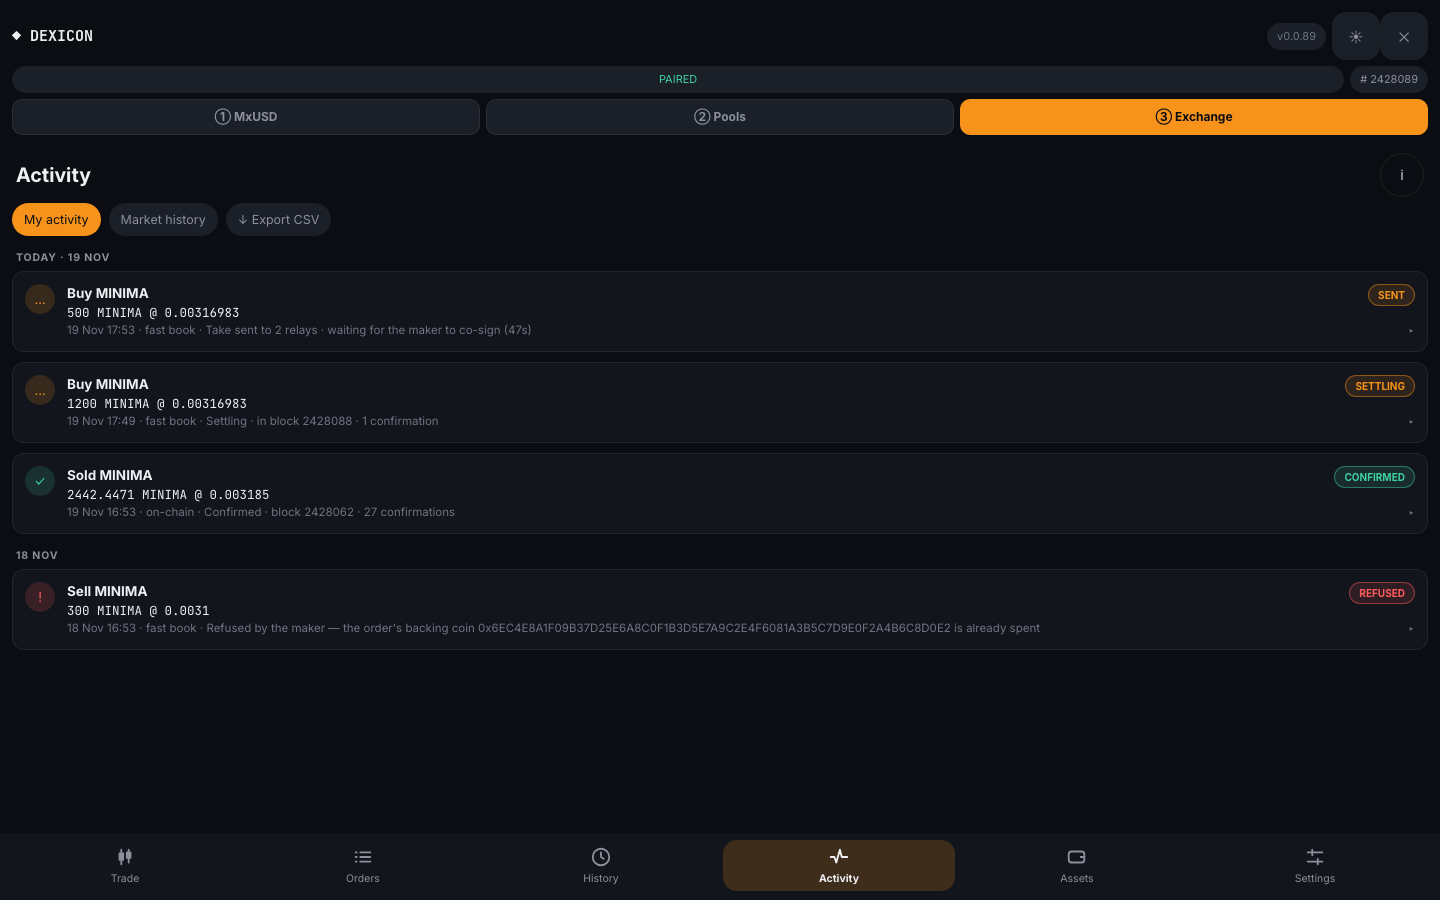 ◆ DEXICON
v0.0.89
PAIRED
# 2428089
① MxUSD
② Pools
③ Exchange
Activity
i
My activity
Market history
↓ Export CSV
TODAY · 19 NOV
...
Buy MINIMA
SENT
500 MINIMA @ 0.00316983
19 Nov 17:53 · fast book · Take sent to 2 relays · waiting for the maker to co-sign (47s)
...
Buy MINIMA
SETTLING
1200 MINIMA @ 0.00316983
19 Nov 17:49 · fast book · Settling · in block 2428088 · 1 confirmation
✓
Sold MINIMA
CONFIRMED
2442.4471 MINIMA @ 0.003185
19 Nov 16:53 · on-chain · Confirmed · block 2428062 · 27 confirmations
18 NOV
!
Sell MINIMA
REFUSED
300 MINIMA @ 0.0031
18 Nov 16:53 · fast book · Refused by the maker — the order's backing coin 0x6EC4E8A1F09B37D25E6A8C0F1B3D5E7A9C2E4F6081A3B5C7D9E0F2A4B6C8D0E2 is already spent
Trade
Orders
History
Activity
Assets
Settings